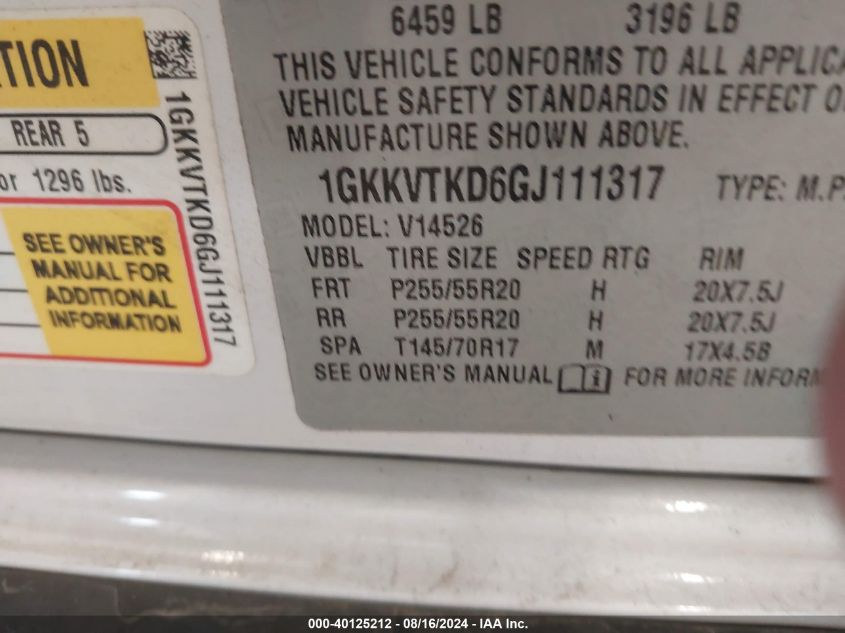 TION
REAR 5
or 1296 lbs.
SEE OWNER'S
MANUAL FOR
ADDITIONAL
INFORMATION
1GKKVTKD6GJ111317
6459 LB 3196 LB
THIS VEHICLE CONFORMS TO ALL APPLICA
VEHICLE SAFETY STANDARDS IN EFFECT O
MANUFACTURE SHOWN ABOVE.
1GKKVTKD6GJ111317 TYPE: M.P.
MODEL: V14526
VBBL TIRE SIZE SPEED RTG RIM
FRT P255/55R20 H 20X7.5J
RR P255/55R20 H 20X7.5J
SPA T145/70R17 M 17X4.5B
SEE OWNER'S MANUAL i FOR MORE INFORM
000-40125212 - 08/16/2024 - IAA Inc.